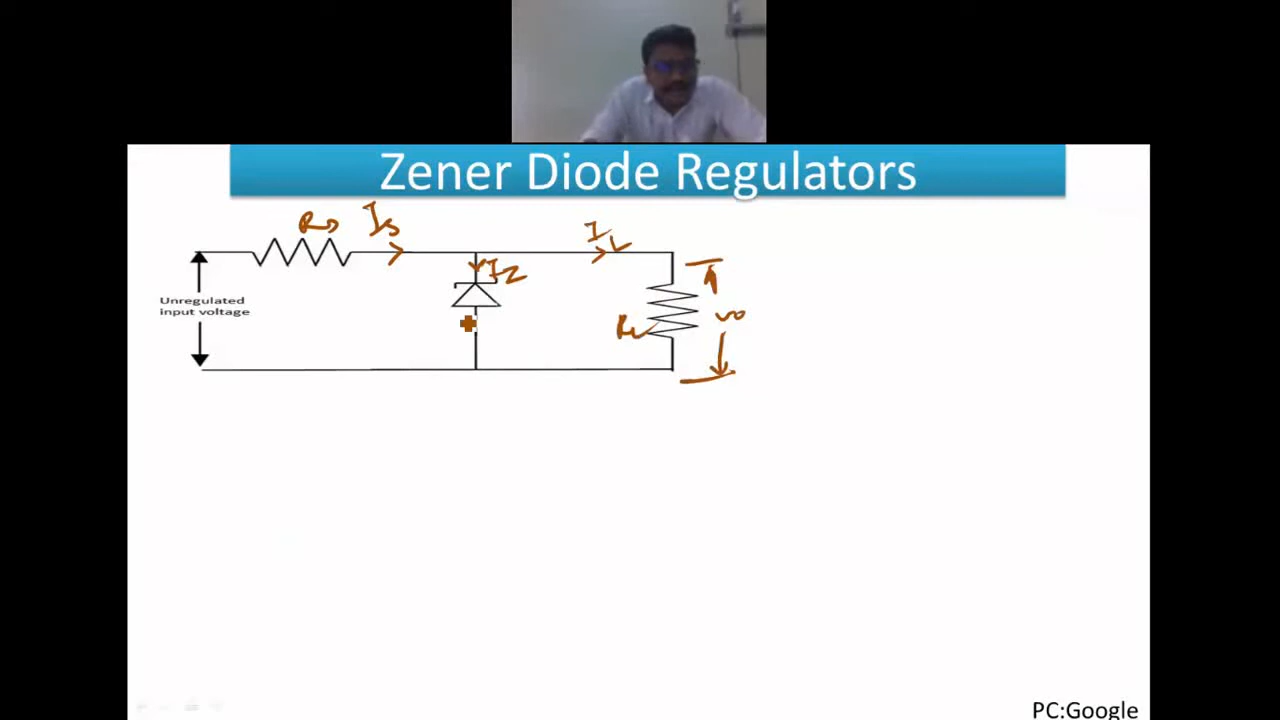 Zener Diode Regulators
Rs
Is
IL
IZ
Unregulated
input voltage
RL
vo
PC:Google